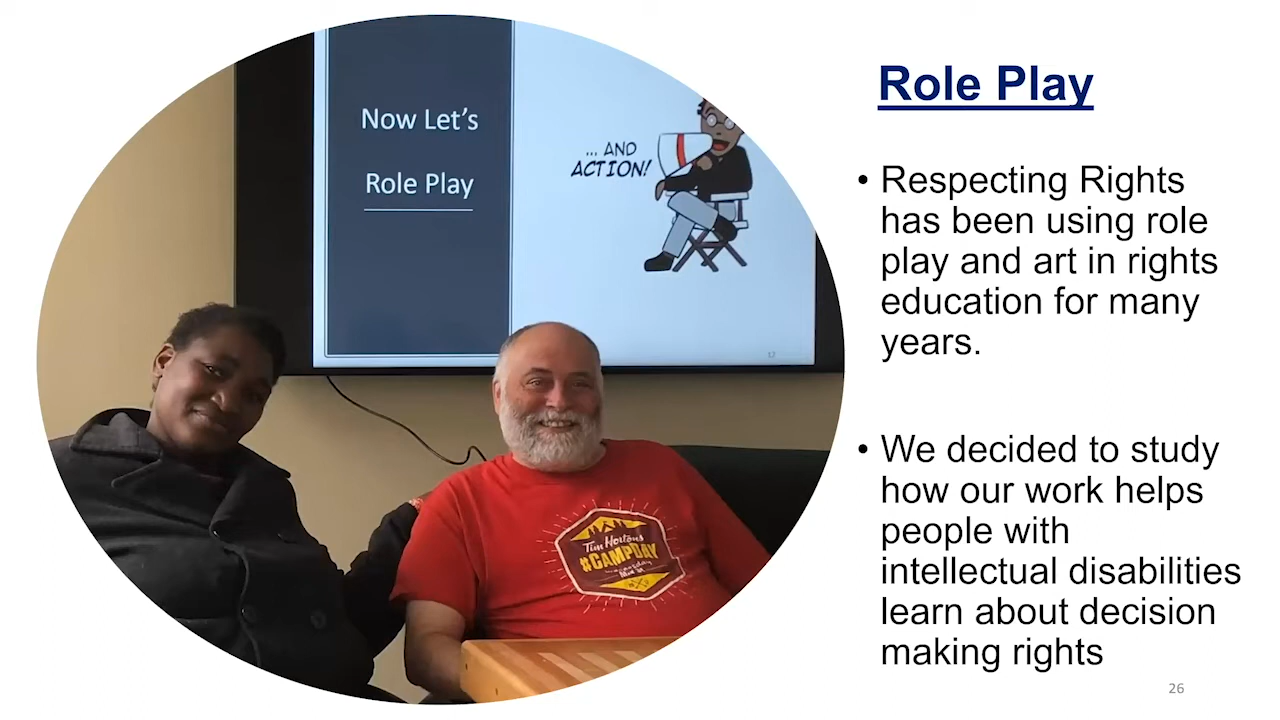 Role Play
• Respecting Rights
has been using role
play and art in rights
education for many
years.
• We decided to study
how our work helps
people with
intellectual disabilities
learn about decision
making rights
26
Now Let's
Role Play
... AND
ACTION!
Tim Hortons
#CAMPDAY